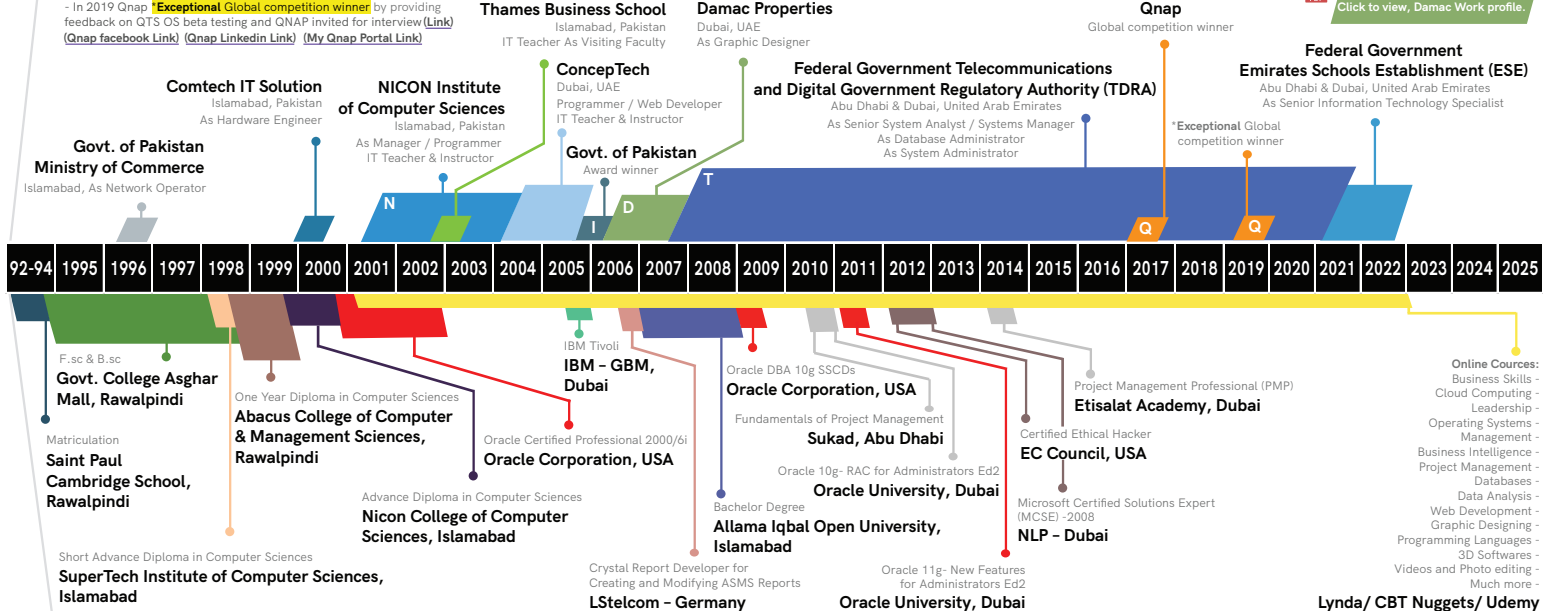 - In 2019 Qnap *Exceptional Global competition winner by providing
feedback on QTS OS beta testing and QNAP invited for interview (Link)
(Qnap facebook Link) (Qnap Linkedin Link) (My Qnap Portal Link)
Click to view, Damac Work profile.
Govt. of Pakistan
Ministry of Commerce
Islamabad, As Network Operator
Comtech IT Solution
Islamabad, Pakistan
As Hardware Engineer
NICON Institute
of Computer Sciences
Islamabad, Pakistan
As Manager / Programmer
IT Teacher & Instructor
Thames Business School
Islamabad, Pakistan
IT Teacher As Visiting Faculty
ConcepTech
Dubai, UAE
Programmer / Web Developer
IT Teacher & Instructor
Govt. of Pakistan
Award winner
Damac Properties
Dubai, UAE
As Graphic Designer
Federal Government Telecommunications
and Digital Government Regulatory Authority (TDRA)
Abu Dhabi & Dubai, United Arab Emirates
As Senior System Analyst / Systems Manager
As Database Administrator
As System Administrator
Qnap
Global competition winner
*Exceptional Global
competition winner
Federal Government
Emirates Schools Establishment (ESE)
Abu Dhabi & Dubai, United Arab Emirates
As Senior Information Technology Specialist
N
I
D
T
Q
Q
92-94 1995 1996 1997 1998 1999 2000 2001 2002 2003 2004 2005 2006 2007 2008 2009 2010 2011 2012 2013 2014 2015 2016 2017 2018 2019 2020 2021 2022 2023 2024 2025
Matriculation
Saint Paul
Cambridge School,
Rawalpindi
F.sc & B.sc
Govt. College Asghar
Mall, Rawalpindi
Short Advance Diploma in Computer Sciences
SuperTech Institute of Computer Sciences,
Islamabad
One Year Diploma in Computer Sciences
Abacus College of Computer
& Management Sciences,
Rawalpindi
Advance Diploma in Computer Sciences
Nicon College of Computer
Sciences, Islamabad
Oracle Certified Professional 2000/6i
Oracle Corporation, USA
IBM Tivoli
IBM – GBM,
Dubai
Crystal Report Developer for
Creating and Modifying ASMS Reports
LStelcom – Germany
Bachelor Degree
Allama Iqbal Open University,
Islamabad
Oracle DBA 10g SSCDs
Oracle Corporation, USA
Fundamentals of Project Management
Sukad, Abu Dhabi
Oracle 10g- RAC for Administrators Ed2
Oracle University, Dubai
Oracle 11g- New Features
for Administrators Ed2
Oracle University, Dubai
Certified Ethical Hacker
EC Council, USA
Microsoft Certified Solutions Expert
(MCSE) -2008
NLP – Dubai
Project Management Professional (PMP)
Etisalat Academy, Dubai
Online Cources:
Business Skills -
Cloud Computing -
Leadership -
Operating Systems -
Management -
Business Intelligence -
Project Management -
Databases -
Data Analysis -
Web Development -
Graphic Designing -
Programming Languages -
3D Softwares -
Videos and Photo editing -
Much more -
Lynda/ CBT Nuggets/ Udemy